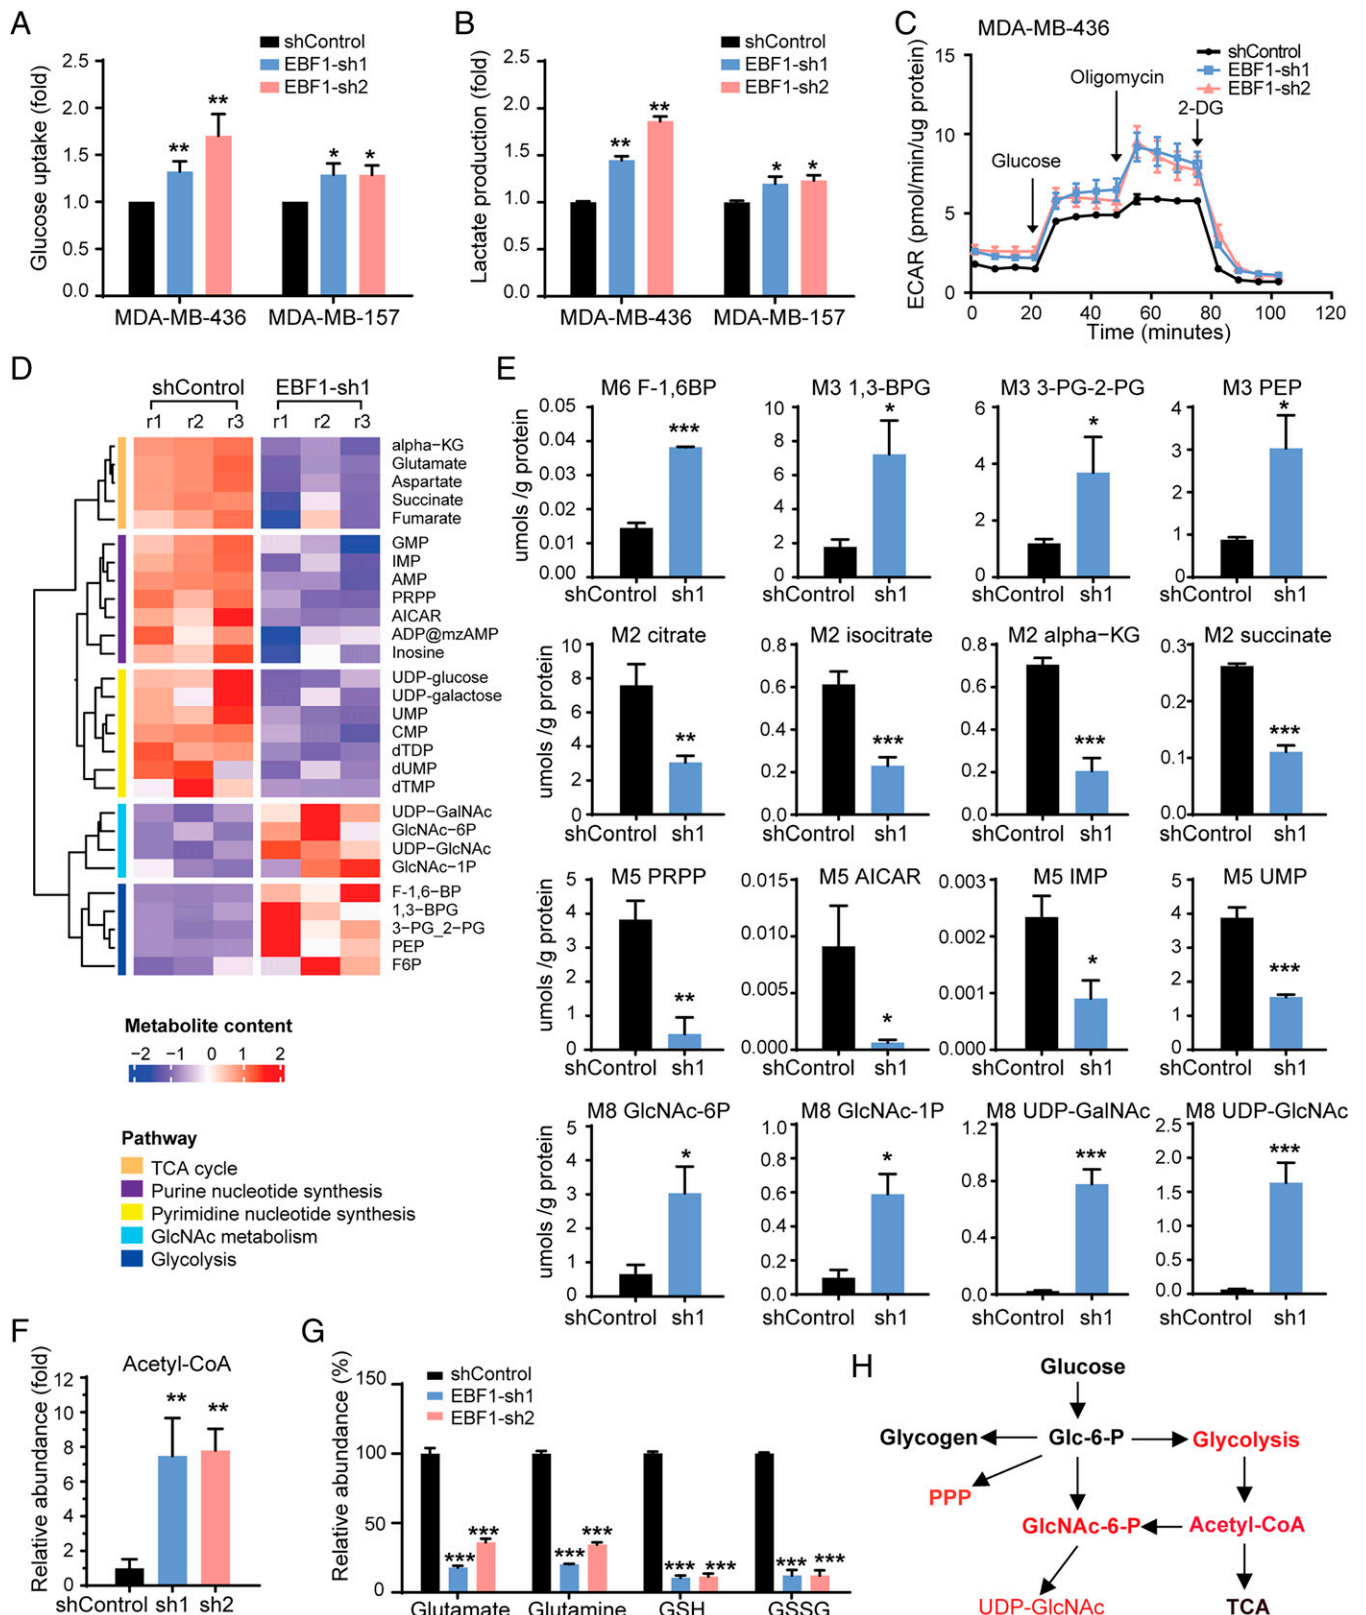 A
shControl
EBF1-sh1
EBF1-sh2
Glucose uptake (fold)
2.5
2.0
1.5
1.0
0.5
0.0
**
**
*
*
MDA-MB-436
MDA-MB-157
B
shControl
EBF1-sh1
EBF1-sh2
Lactate production (fold)
2.5
2.0
1.5
1.0
0.5
0.0
**
**
*
*
MDA-MB-436
MDA-MB-157
C
MDA-MB-436
shControl
EBF1-sh1
EBF1-sh2
ECAR (pmol/min/ug protein)
15
10
5
0
Glucose
Oligomycin
2-DG
0 20 40 60 80 100 120
Time (minutes)
D
shControl EBF1-sh1
r1 r2 r3 r1 r2 r3
alpha−KG
Glutamate
Aspartate
Succinate
Fumarate
GMP
IMP
AMP
PRPP
AICAR
ADP@mzAMP
Inosine
UDP-glucose
UDP-galactose
UMP
CMP
dTDP
dUMP
dTMP
UDP−GalNAc
GlcNAc−6P
UDP−GlcNAc
GlcNAc−1P
F−1,6−BP
1,3−BPG
3−PG_2−PG
PEP
F6P
Metabolite content
−2 −1 0 1 2
Pathway
TCA cycle
Purine nucleotide synthesis
Pyrimidine nucleotide synthesis
GlcNAc metabolism
Glycolysis
E
umols /g protein
M6 F-1,6BP
0.05
0.04
0.03
0.02
0.01
0.00
***
shControl sh1
M3 1,3-BPG
10
8
6
4
2
0
*
shControl sh1
M3 3-PG-2-PG
6
4
2
0
*
shControl sh1
M3 PEP
4
3
2
1
0
*
shControl sh1
umols /g protein
M2 citrate
10
8
6
4
2
0
**
shControl sh1
M2 isocitrate
0.8
0.6
0.4
0.2
0.0
***
shControl sh1
M2 alpha−KG
0.8
0.6
0.4
0.2
0.0
***
shControl sh1
M2 succinate
0.3
0.2
0.1
0.0
***
shControl sh1
umols /g protein
M5 PRPP
5
4
3
2
1
0
**
shControl sh1
M5 AICAR
0.015
0.010
0.005
0.000
*
shControl sh1
M5 IMP
0.003
0.002
0.001
0.000
*
shControl sh1
M5 UMP
5
4
3
2
1
0
***
shControl sh1
umols /g protein
M8 GlcNAc-6P
5
4
3
2
1
0
*
shControl sh1
M8 GlcNAc-1P
1.0
0.8
0.6
0.4
0.2
0.0
*
shControl sh1
M8 UDP-GalNAc
1.2
0.8
0.4
0.0
***
shControl sh1
M8 UDP-GlcNAc
2.5
2.0
1.5
1.0
0.5
0.0
***
shControl sh1
F
Acetyl-CoA
Relative abundance (fold)
12
10
8
6
4
2
0
**
**
shControl sh1 sh2
G
shControl
EBF1-sh1
EBF1-sh2
Relative abundance (%)
150
100
50
0
*** ***
*** ***
*** ***
*** ***
Glutamate Glutamine GSH GSSG
H
Glucose
Glycogen Glc-6-P Glycolysis
PPP
GlcNAc-6-P Acetyl-CoA
UDP-GlcNAc TCA